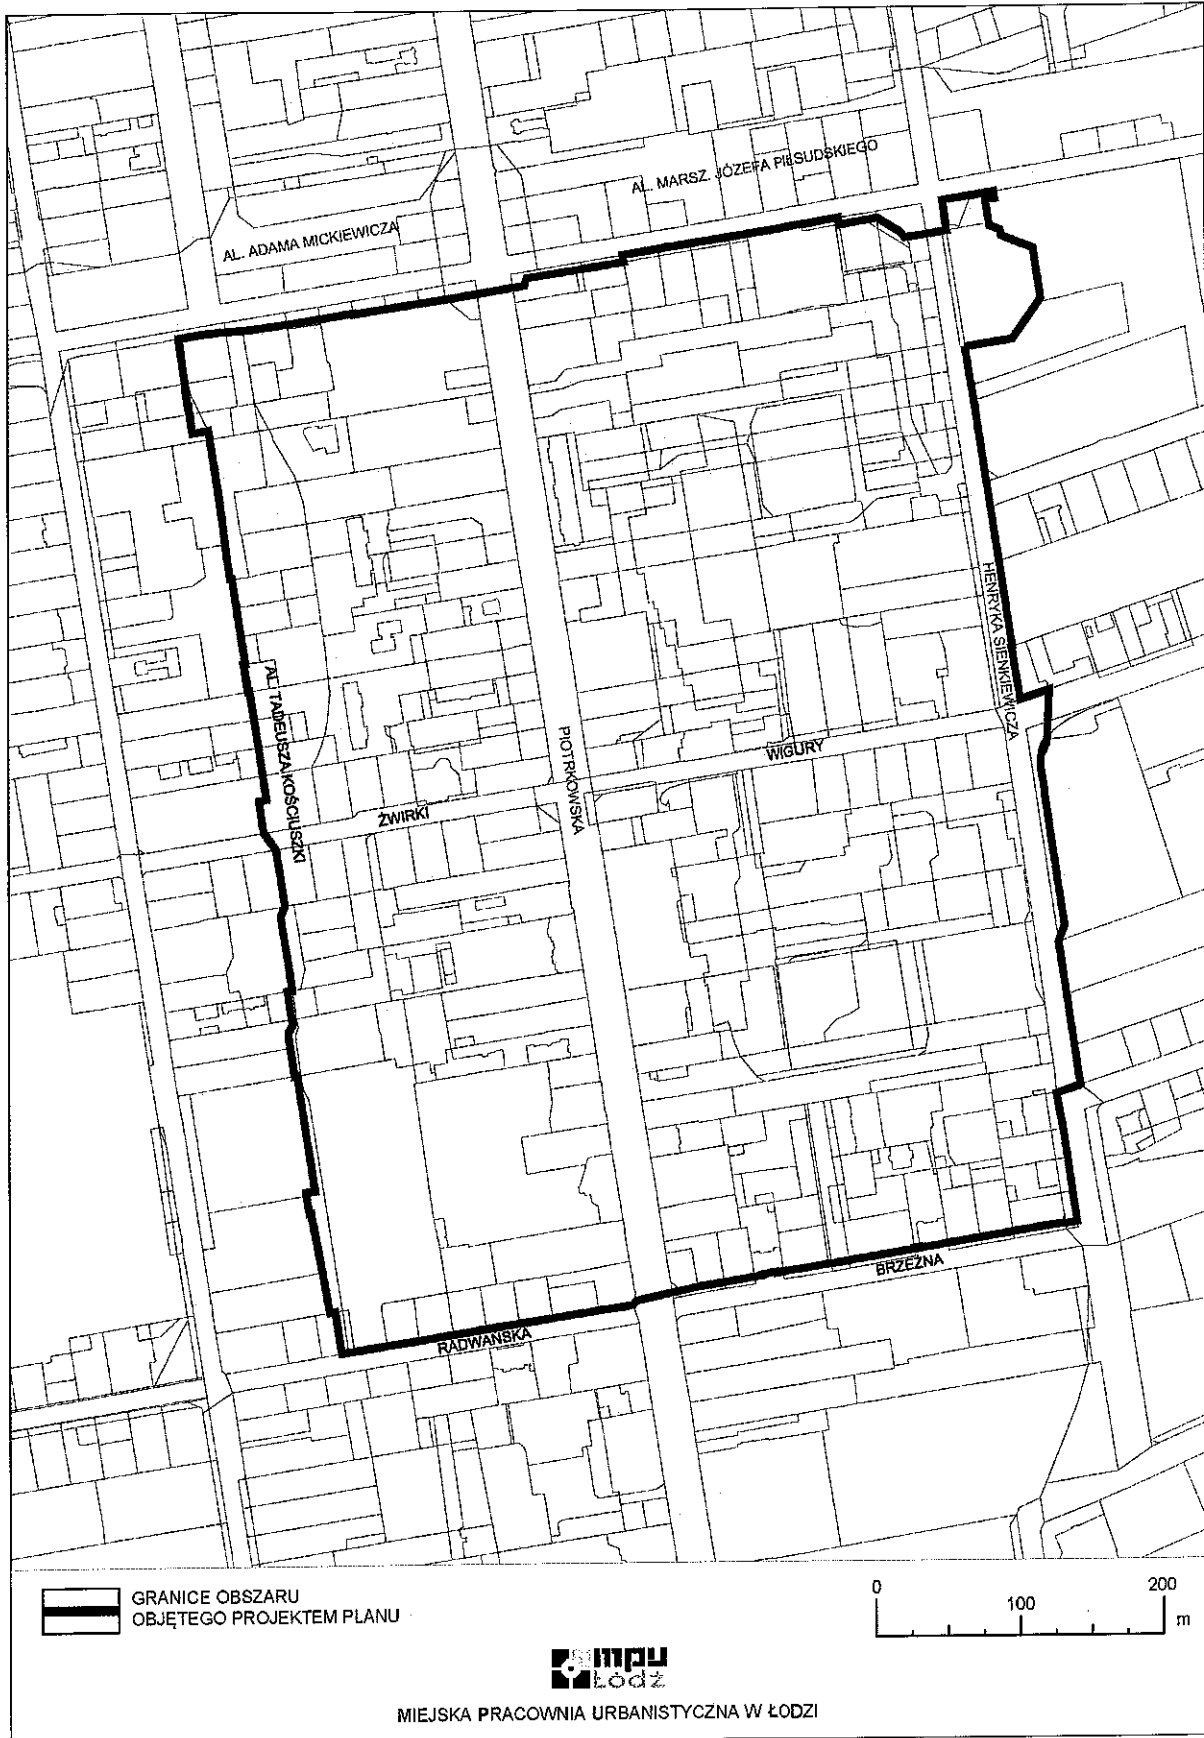 AL. MARSZ. JÓZEFA PIŁSUDSKIEGO
AL. ADAMA MICKIEWICZA
HENRYKA SIENKIEWICZA
AL. TADEUSZA KOŚCIUSZKI
PIOTRKOWSKA
WIGURY
ŻWIRKI
BRZEŹNA
RADWAŃSKA
GRANICE OBSZARU
OBJĘTEGO PROJEKTEM PLANU
0 100 200
m
mpu
Łódź
MIEJSKA PRACOWNIA URBANISTYCZNA W ŁODZI